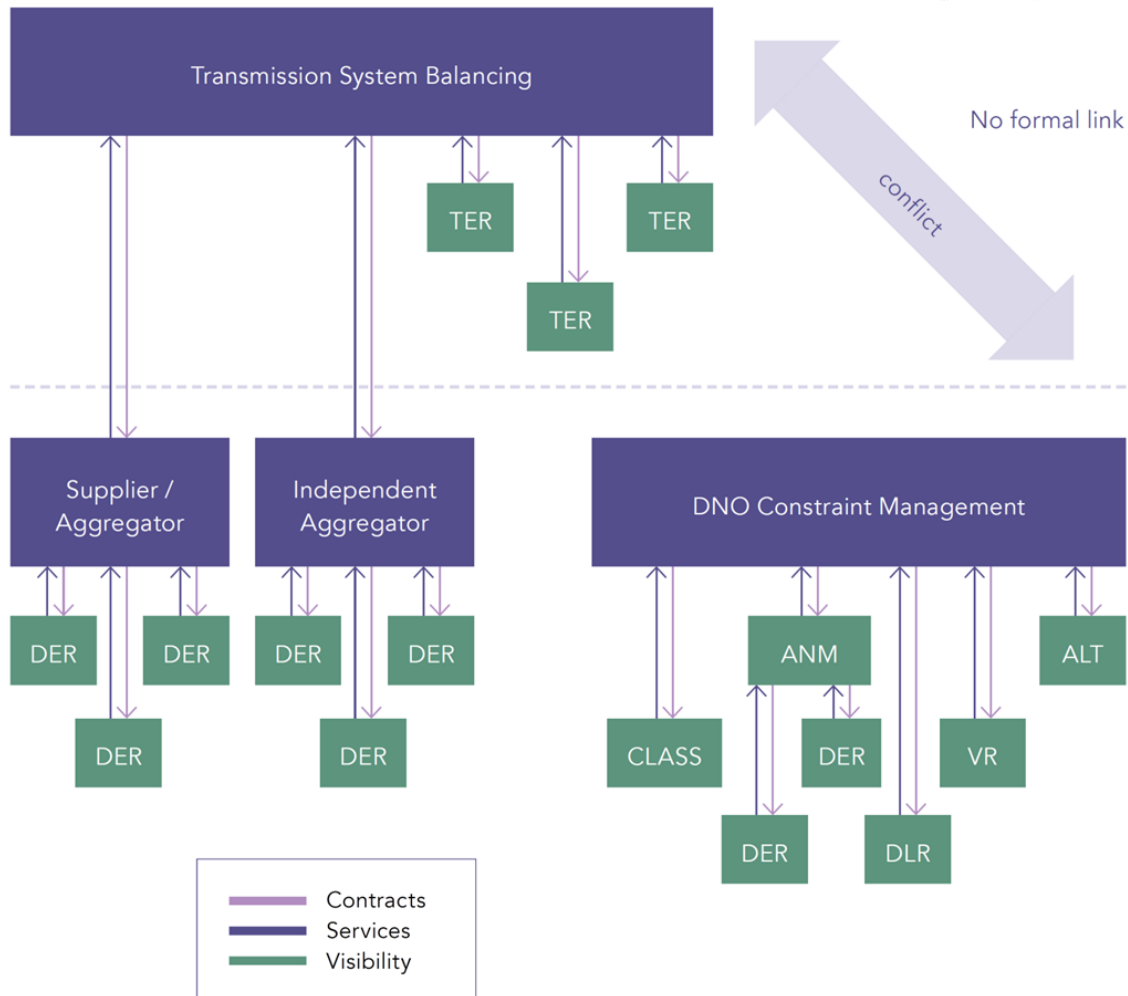 Transmission System Balancing
No formal link
conflict
TER
TER
TER
Supplier /
Aggregator
Independent
Aggregator
DNO Constraint Management
DER
DER
DER
DER
ANM
ALT
DER
DER
CLASS
DER
VR
DER
DLR
Contracts
Services
Visibility